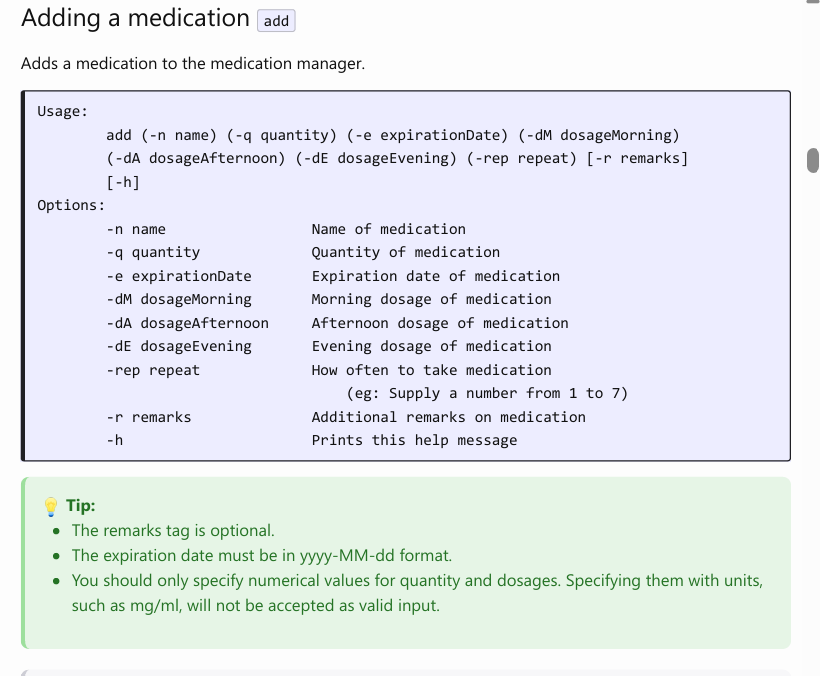 Adding a medication add
Adds a medication to the medication manager.
Usage:
add (-n name) (-q quantity) (-e expirationDate) (-dM dosageMorning)
(-dA dosageAfternoon) (-dE dosageEvening) (-rep repeat) [-r remarks]
[-h]
Options:
-n name Name of medication
-q quantity Quantity of medication
-e expirationDate Expiration date of medication
-dM dosageMorning Morning dosage of medication
-dA dosageAfternoon Afternoon dosage of medication
-dE dosageEvening Evening dosage of medication
-rep repeat How often to take medication
(eg: Supply a number from 1 to 7)
-r remarks Additional remarks on medication
-h Prints this help message
💡 Tip:
• The remarks tag is optional.
• The expiration date must be in yyyy-MM-dd format.
• You should only specify numerical values for quantity and dosages. Specifying them with units,
such as mg/ml, will not be accepted as valid input.